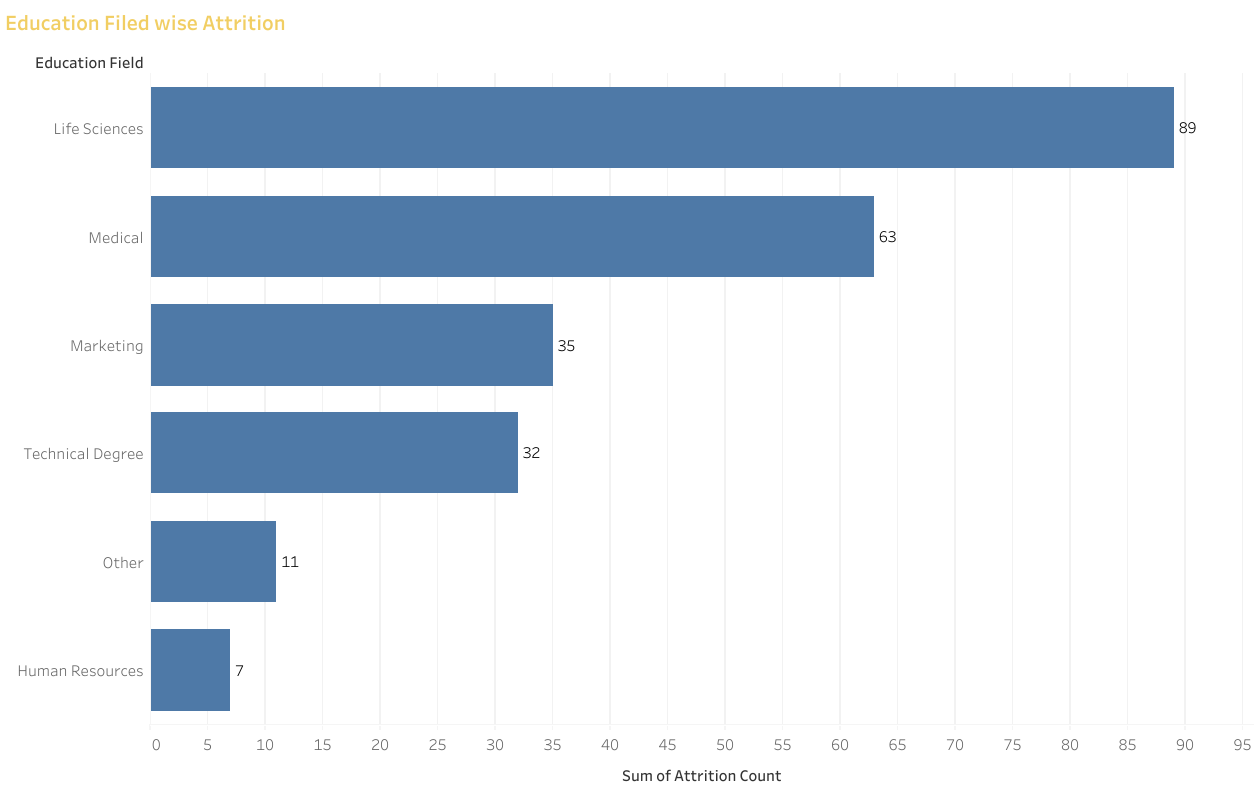 Education Filed wise Attrition
Education Field
Life Sciences 89
Medical 63
Marketing 35
Technical Degree 32
Other 11
Human Resources 7
0 5 10 15 20 25 30 35 40 45 50 55 60 65 70 75 80 85 90 95
Sum of Attrition Count